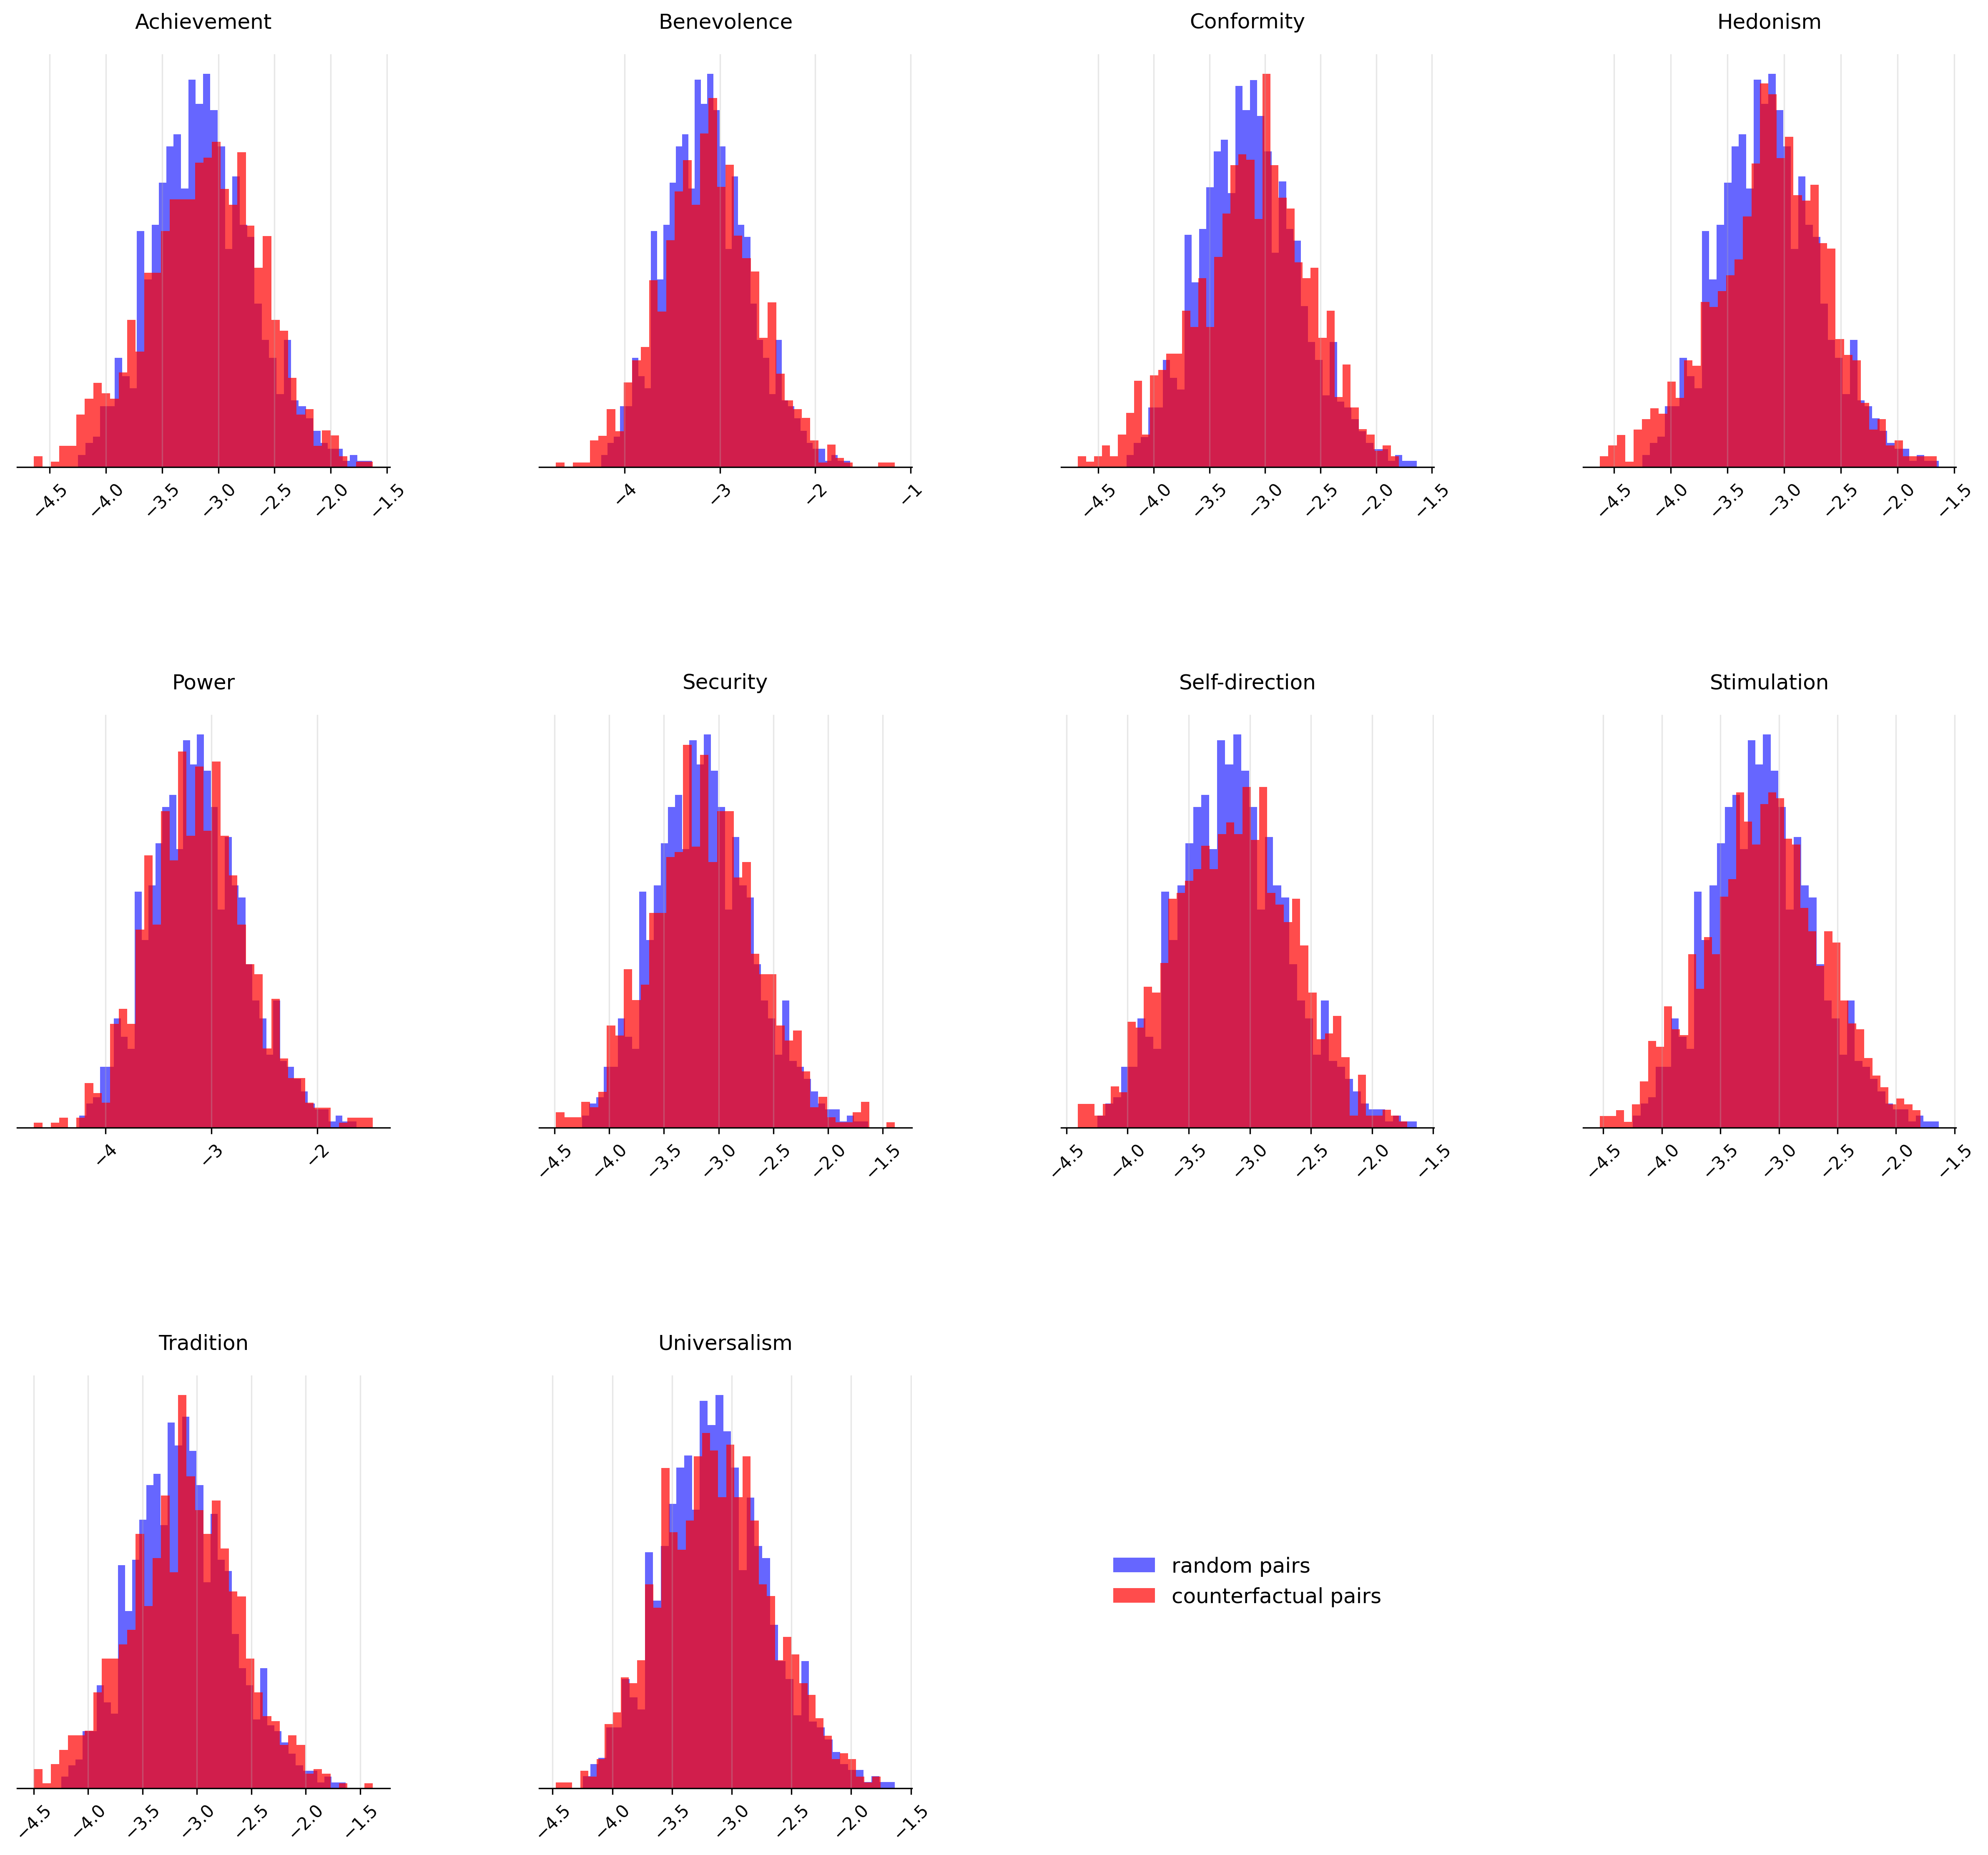 Achievement Benevolence Conformity Hedonism
−4.5 −4.0 −3.5 −3.0 −2.5 −2.0 −1.5 −4 −3 −2 −1 −4.5 −4.0 −3.5 −3.0 −2.5 −2.0 −1.5 −4.5 −4.0 −3.5 −3.0 −2.5 −2.0 −1.5
Power Security Self-direction Stimulation
−4 −3 −2 −4.5 −4.0 −3.5 −3.0 −2.5 −2.0 −1.5 −4.5 −4.0 −3.5 −3.0 −2.5 −2.0 −1.5 −4.5 −4.0 −3.5 −3.0 −2.5 −2.0 −1.5
Tradition Universalism
random pairs
counterfactual pairs
−4.5 −4.0 −3.5 −3.0 −2.5 −2.0 −1.5 −4.5 −4.0 −3.5 −3.0 −2.5 −2.0 −1.5